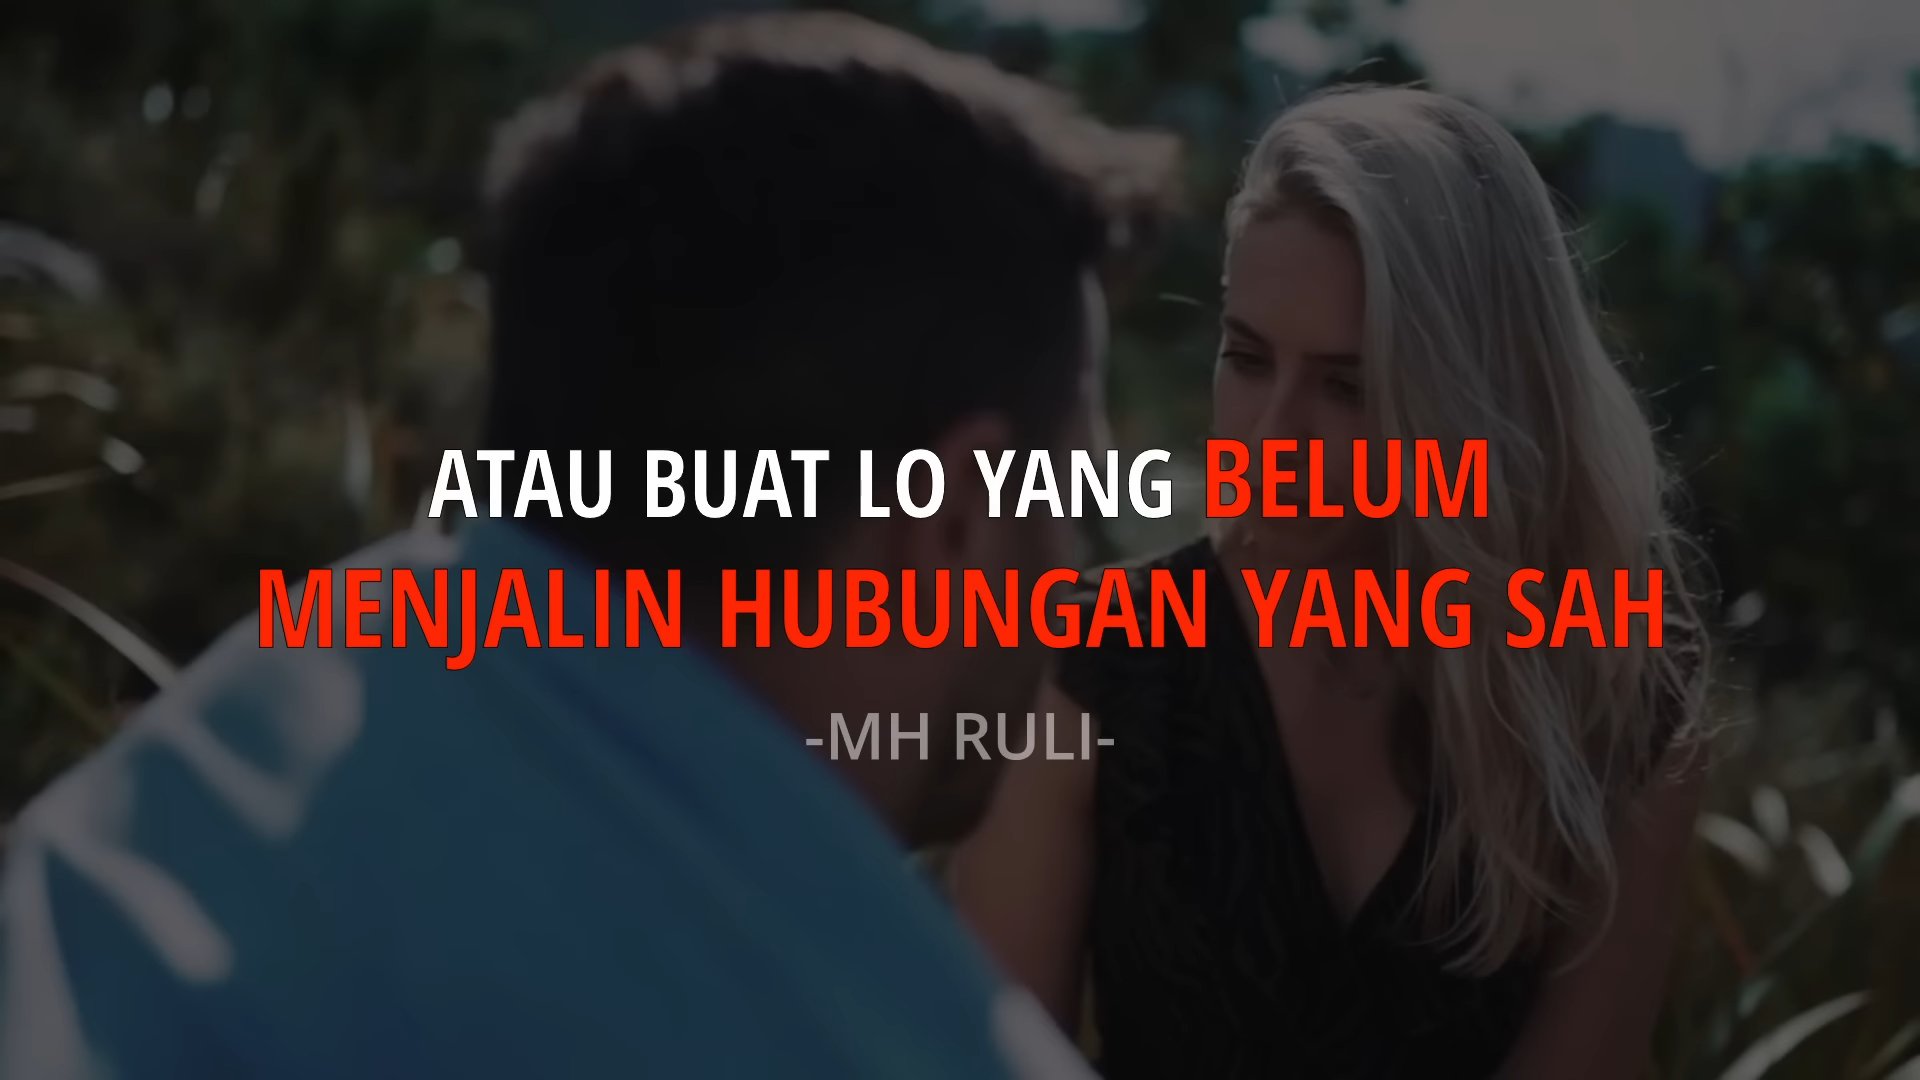 ATAU BUAT LO YANG BELUM
MENJALIN HUBUNGAN YANG SAH
-MH RULI-